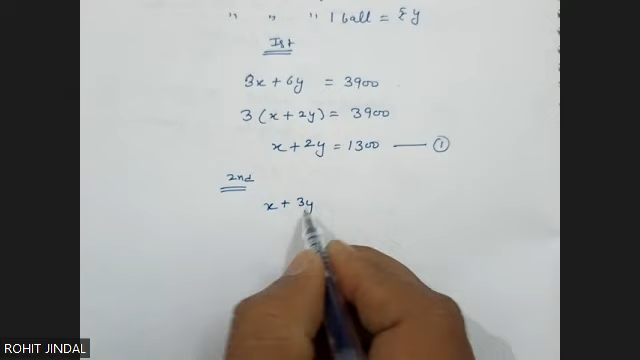 " " " 1 ball = ₹ y
Ist
3x + 6y = 3900
3 (x + 2y) = 3900
x + 2y = 1300 —— ①
2nd
x + 3y
ROHIT JINDAL